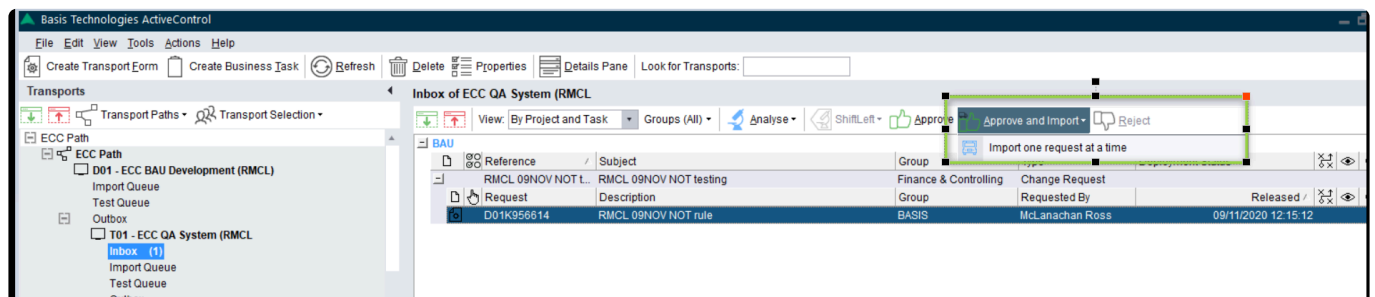 Basis Technologies ActiveControl
File Edit View Tools Actions Help
Create Transport Form Create Business Task Refresh Delete Properties Details Pane Look for Transports:
Transports
Inbox of ECC QA System (RMCL
Transport Paths Transport Selection
View: By Project and Task Groups (All) Analyse ShiftLeft Approve Approve and Import Reject
Import one request at a time
ECC Path
BAU
ECC Path
Reference Subject Group
D01 - ECC BAU Development (RMCL)
RMCL 09NOV NOT t... RMCL 09NOV NOT testing Finance & Controlling Change Request
Import Queue
Request Description Group Requested By Released
Test Queue
D01K956614 RMCL 09NOV NOT rule BASIS McLanachan Ross 09/11/2020 12:15:12
Outbox
T01 - ECC QA System (RMCL
Inbox (1)
Import Queue
Test Queue